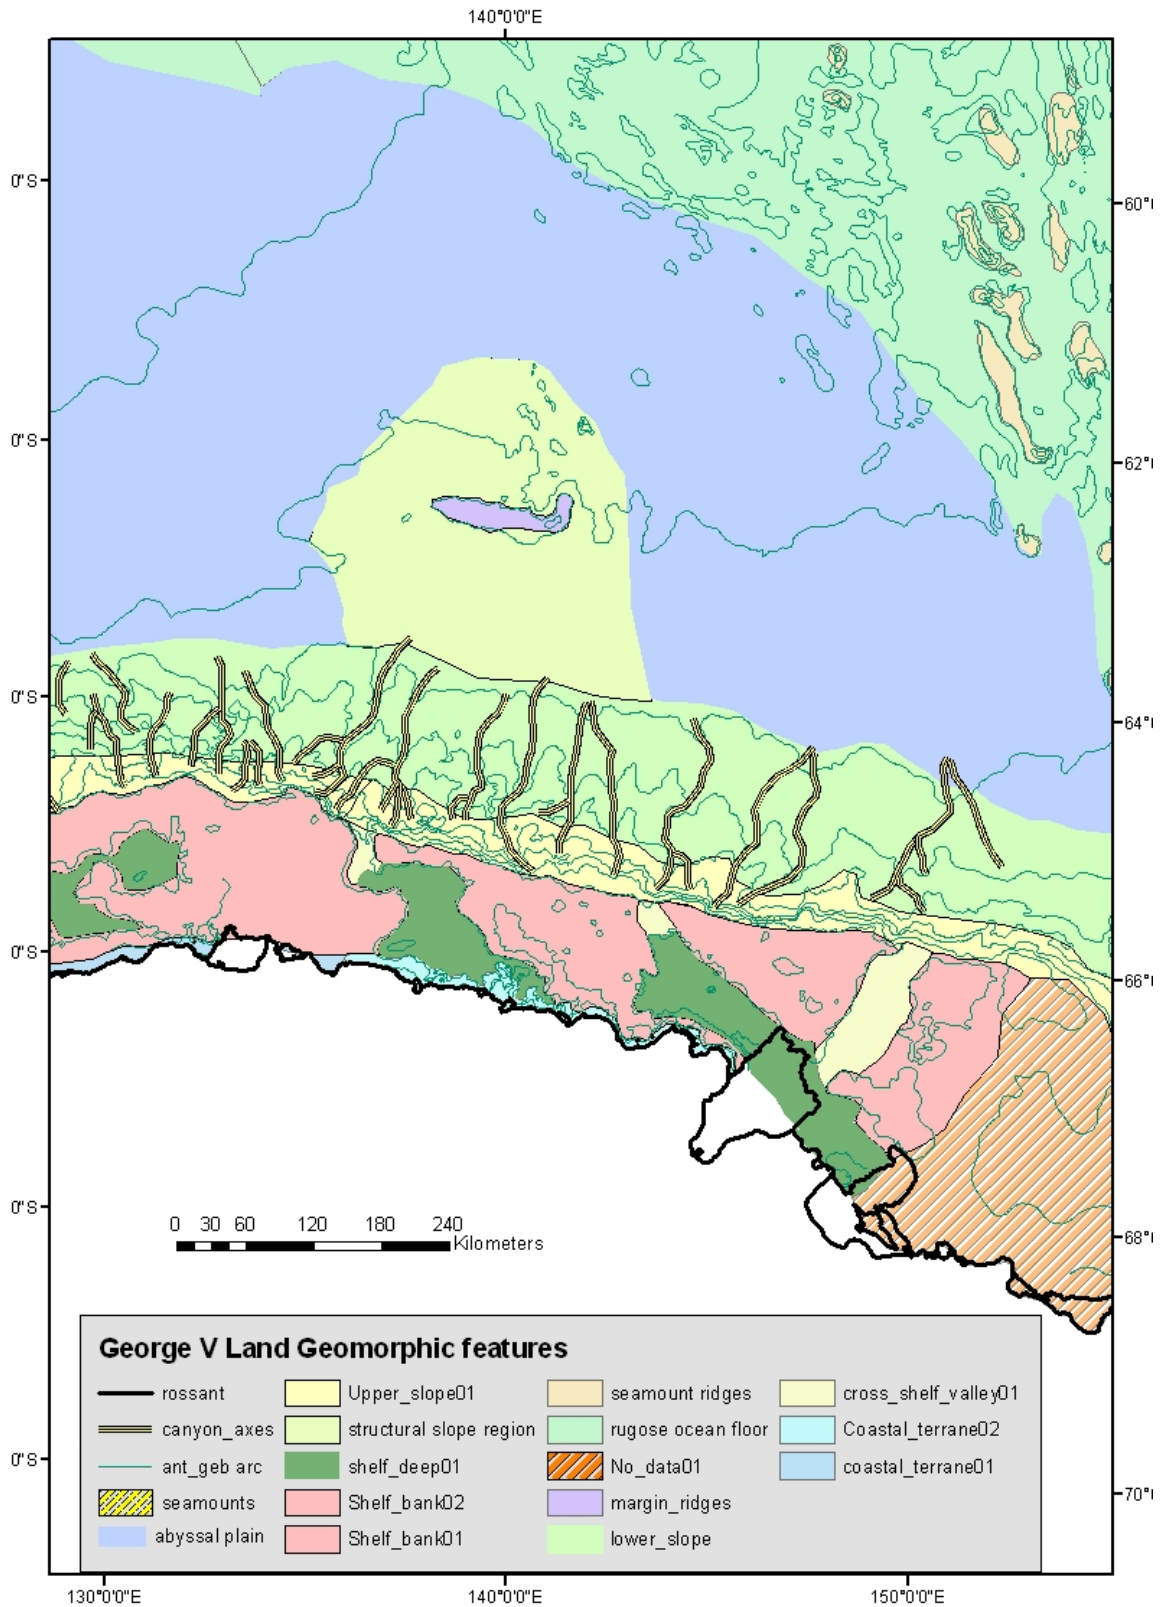 140°0'0"E
0°S
60°
0°S
62°
0°S
64°
0°S
66°
0°S
68°
0 30 60 120 180 240
Kilometers
George V Land Geomorphic features
rossant
canyon_axes
ant_geb arc
seamounts
abyssal plain
Upper_slope01
structural slope region
shelf_deep01
Shelf_bank02
Shelf_bank01
seamount ridges
rugose ocean floor
No_data01
margin_ridges
lower_slope
cross_shelf_valley01
Coastal_terrane02
coastal_terrane01
0°S
70°
130°0'0"E 140°0'0"E 150°0'0"E